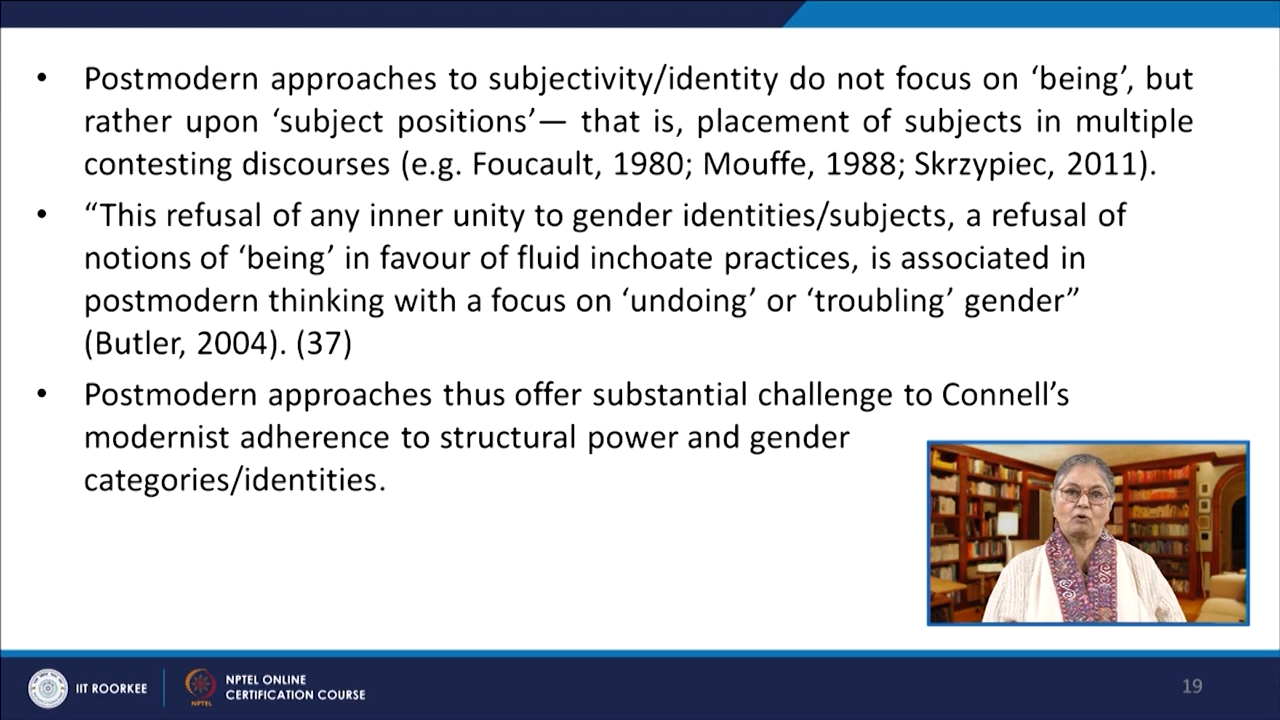 • Postmodern approaches to subjectivity/identity do not focus on ‘being’, but
rather upon ‘subject positions’— that is, placement of subjects in multiple
contesting discourses (e.g. Foucault, 1980; Mouffe, 1988; Skrzypiec, 2011).
• “This refusal of any inner unity to gender identities/subjects, a refusal of
notions of ‘being’ in favour of fluid inchoate practices, is associated in
postmodern thinking with a focus on ‘undoing’ or ‘troubling’ gender”
(Butler, 2004). (37)
• Postmodern approaches thus offer substantial challenge to Connell’s
modernist adherence to structural power and gender
categories/identities.
IIT ROORKEE
NPTEL
NPTEL ONLINE
CERTIFICATION COURSE
19